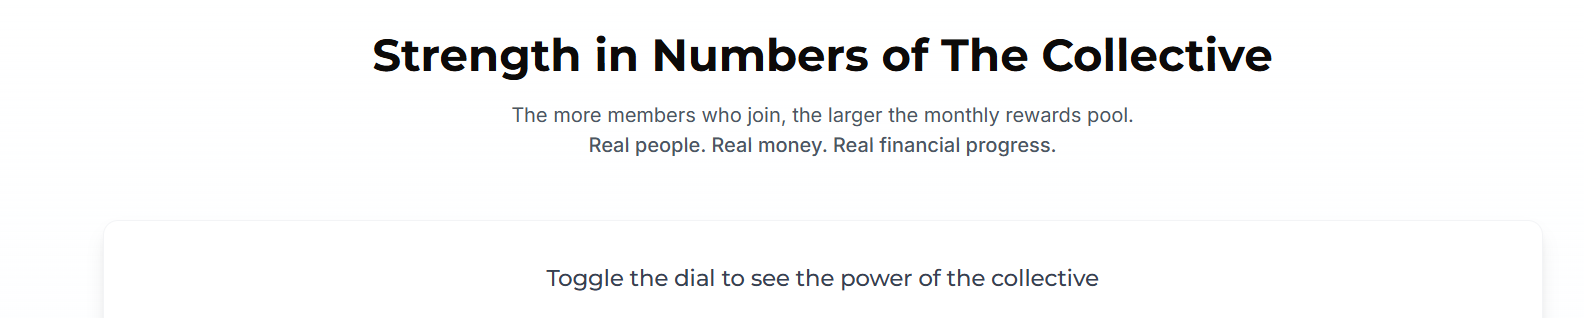 Strength in Numbers of The Collective
The more members who join, the larger the monthly rewards pool.
Real people. Real money. Real financial progress.
Toggle the dial to see the power of the collective